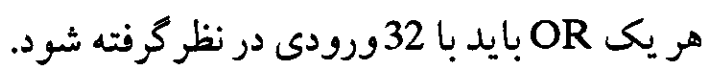 هر یک OR باید با 32 ورودی در نظر گرفته شود.